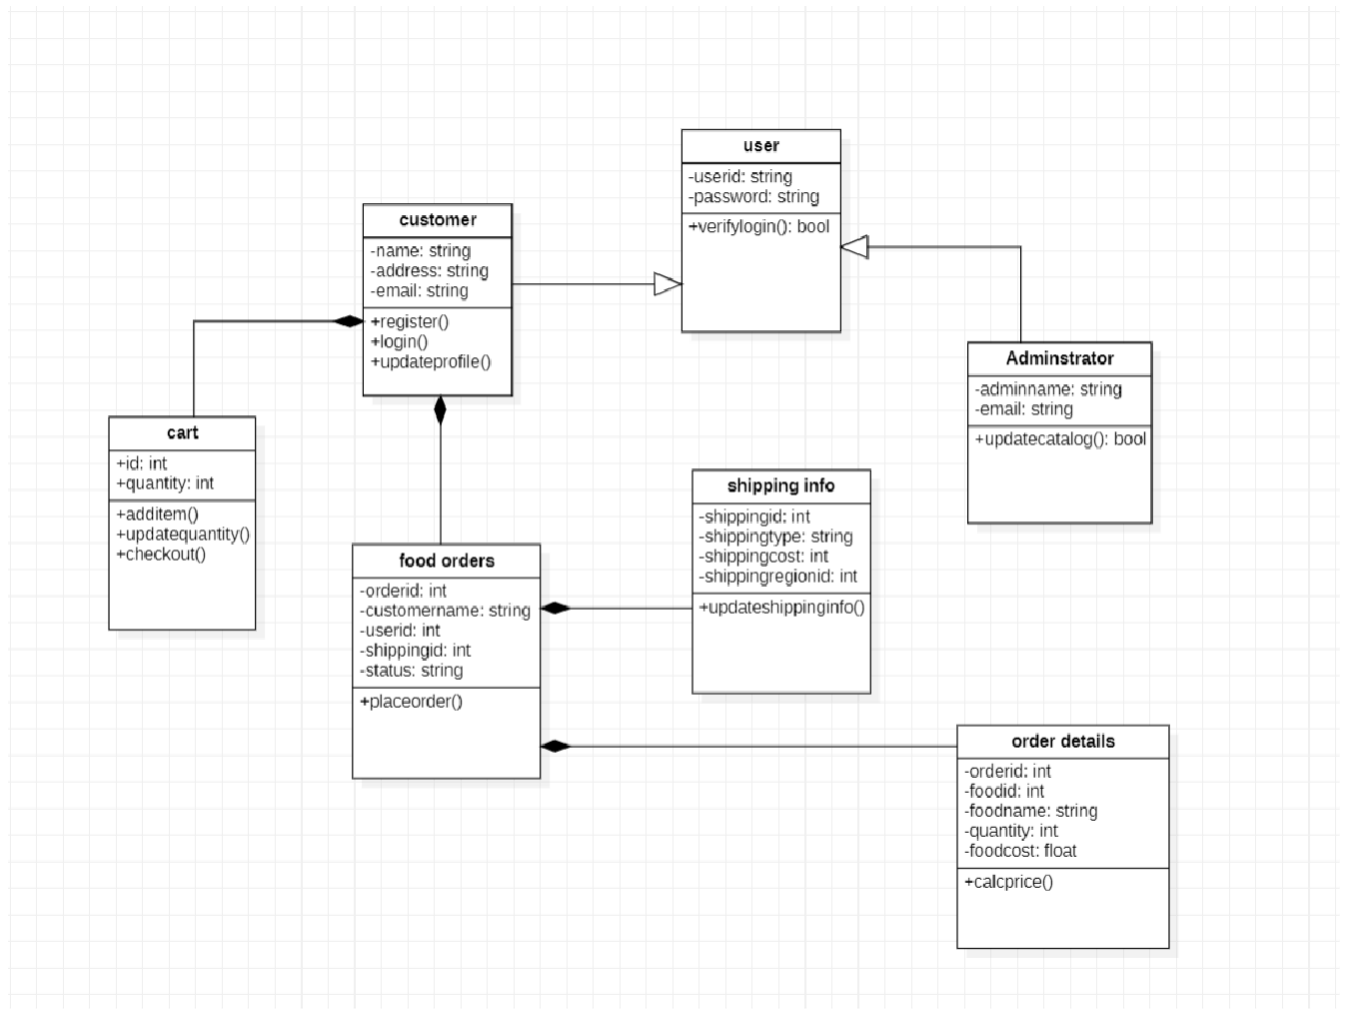 user
-userid: string
-password: string
+verifylogin(): bool
customer
-name: string
-address: string
-email: string
+register()
+login()
+updateprofile()
Adminstrator
-adminname: string
-email: string
+updatecatalog(): bool
cart
+id: int
+quantity: int
+additem()
+updatequantity()
+checkout()
shipping info
-shippingid: int
-shippingtype: string
-shippingcost: int
-shippingregionid: int
+updateshippinginfo()
food orders
-orderid: int
-customername: string
-userid: int
-shippingid: int
-status: string
+placeorder()
order details
-orderid: int
-foodid: int
-foodname: string
-quantity: int
-foodcost: float
+calcprice()